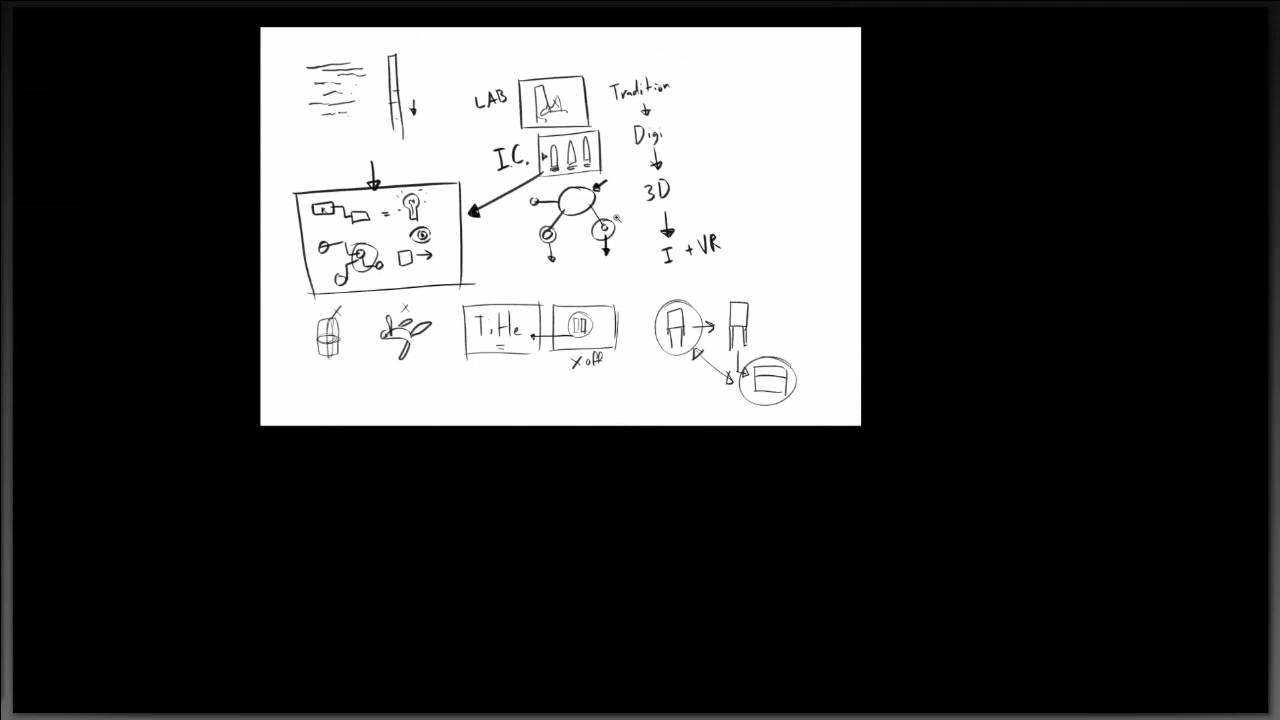 LAB
I.C.
Tradition
Digi
3D
I + VR
=
Title
X off